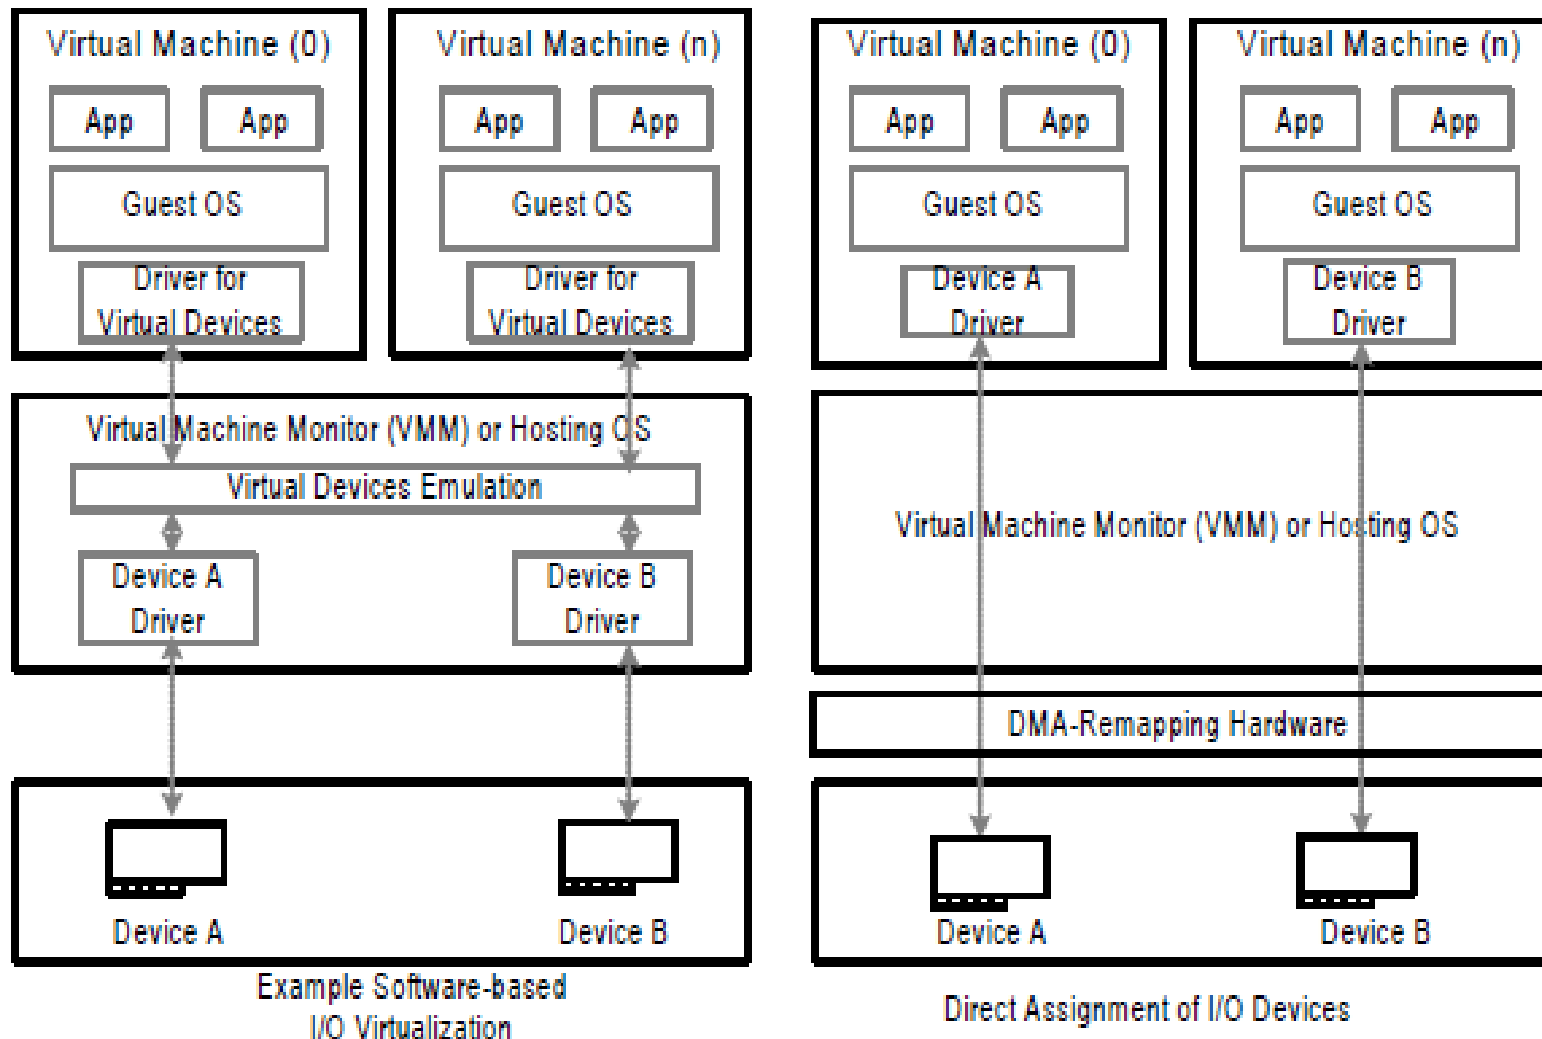 Virtual Machine (0)
App
App
Guest OS
Driver for
Virtual Devices
Virtual Machine (n)
App
App
Guest OS
Driver for
Virtual Devices
Virtual Machine Monitor (VMM) or Hosting OS
Virtual Devices Emulation
Device A
Driver
Device B
Driver
Device A
Device B
Example Software-based
I/O Virtualization
Virtual Machine (0)
App
App
Guest OS
Device A
Driver
Virtual Machine (n)
App
App
Guest OS
Device B
Driver
Virtual Machine Monitor (VMM) or Hosting OS
DMA-Remapping Hardware
Device A
Device B
Direct Assignment of I/O Devices